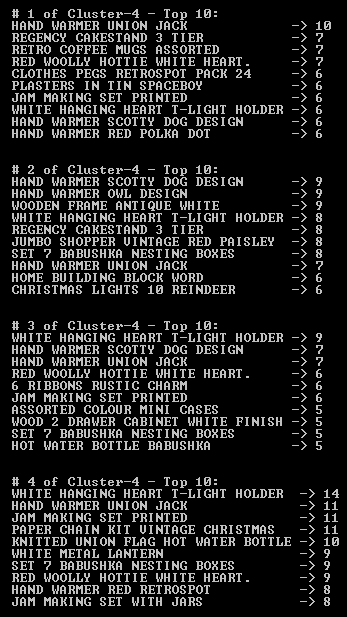 # 1 of Cluster-4 - Top 10:
HAND WARMER UNION JACK -> 10
REGENCY CAKESTAND 3 TIER -> 7
RETRO COFFEE MUGS ASSORTED -> 7
RED WOOLLY HOTTIE WHITE HEART. -> 7
CLOTHES PEGS RETROSPOT PACK 24 -> 6
PLASTERS IN TIN SPACEBOY -> 6
JAM MAKING SET PRINTED -> 6
WHITE HANGING HEART T-LIGHT HOLDER -> 6
HAND WARMER SCOTTY DOG DESIGN -> 6
HAND WARMER RED POLKA DOT -> 6
# 2 of Cluster-4 - Top 10:
HAND WARMER SCOTTY DOG DESIGN -> 9
HAND WARMER OWL DESIGN -> 9
WOODEN FRAME ANTIQUE WHITE -> 9
WHITE HANGING HEART T-LIGHT HOLDER -> 8
REGENCY CAKESTAND 3 TIER -> 8
JUMBO SHOPPER VINTAGE RED PAISLEY -> 8
SET 7 BABUSHKA NESTING BOXES -> 8
HAND WARMER UNION JACK -> 7
HOME BUILDING BLOCK WORD -> 6
CHRISTMAS LIGHTS 10 REINDEER -> 6
# 3 of Cluster-4 - Top 10:
WHITE HANGING HEART T-LIGHT HOLDER -> 9
HAND WARMER SCOTTY DOG DESIGN -> 7
HAND WARMER UNION JACK -> 7
RED WOOLLY HOTTIE WHITE HEART. -> 6
6 RIBBONS RUSTIC CHARM -> 6
JAM MAKING SET PRINTED -> 6
ASSORTED COLOUR MINI CASES -> 5
WOOD 2 DRAWER CABINET WHITE FINISH -> 5
SET 7 BABUSHKA NESTING BOXES -> 5
HOT WATER BOTTLE BABUSHKA -> 5
# 4 of Cluster-4 - Top 10:
WHITE HANGING HEART T-LIGHT HOLDER -> 14
HAND WARMER UNION JACK -> 11
JAM MAKING SET PRINTED -> 11
PAPER CHAIN KIT VINTAGE CHRISTMAS -> 11
KNITTED UNION FLAG HOT WATER BOTTLE -> 10
WHITE METAL LANTERN -> 9
SET 7 BABUSHKA NESTING BOXES -> 9
RED WOOLLY HOTTIE WHITE HEART. -> 9
HAND WARMER RED RETROSPOT -> 8
JAM MAKING SET WITH JARS -> 8